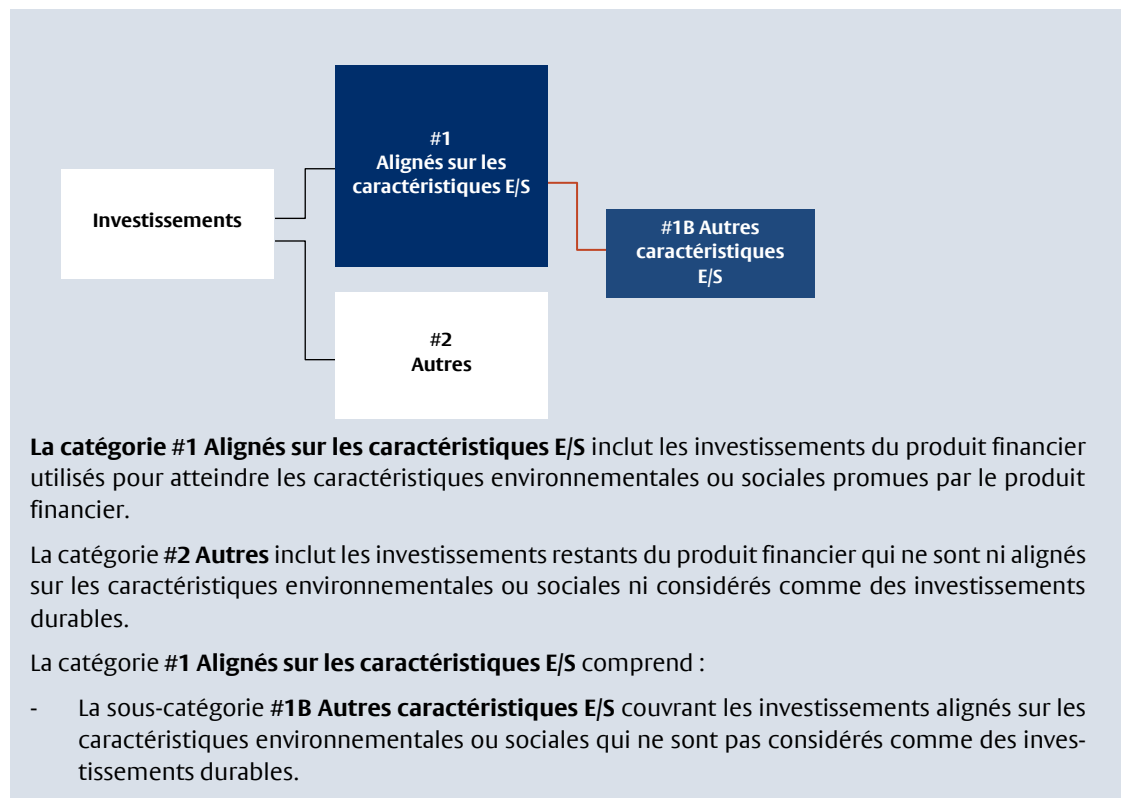 #1
Alignés sur les
caractéristiques E/S
Investissements
#1B Autres
caractéristiques
E/S
#2
Autres
La catégorie #1 Alignés sur les caractéristiques E/S inclut les investissements du produit financier
utilisés pour atteindre les caractéristiques environnementales ou sociales promues par le produit
financier.
La catégorie #2 Autres inclut les investissements restants du produit financier qui ne sont ni alignés
sur les caractéristiques environnementales ou sociales ni considérés comme des investissements
durables.
La catégorie #1 Alignés sur les caractéristiques E/S comprend :
- La sous-catégorie #1B Autres caractéristiques E/S couvrant les investissements alignés sur les
caractéristiques environnementales ou sociales qui ne sont pas considérés comme des inves-
tissements durables.